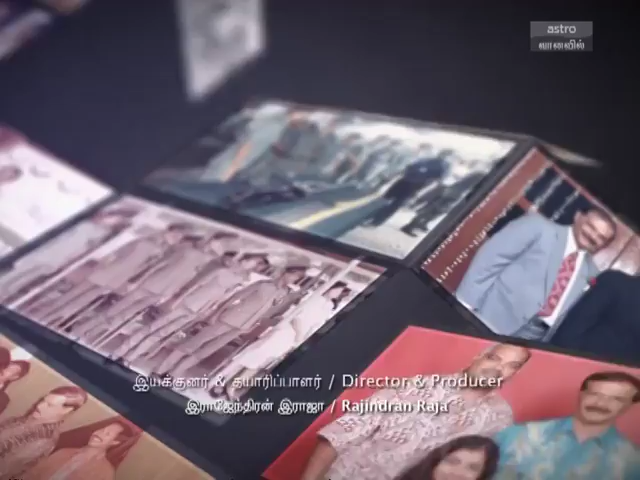 astro
வானவில்
இயக்குனர் & தயாரிப்பாளர் / Director & Producer
இராஜேந்திரன் இராஜா / Rajindran Raja